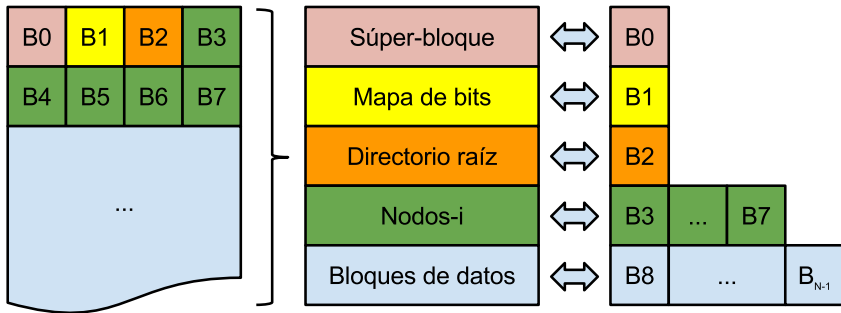 B0 B1 B2 B3
B4 B5 B6 B7
...
Súper-bloque
Mapa de bits
Directorio raíz
Nodos-i
Bloques de datos
B0
B1
B2
B3 ... B7
B8 ... B N-1